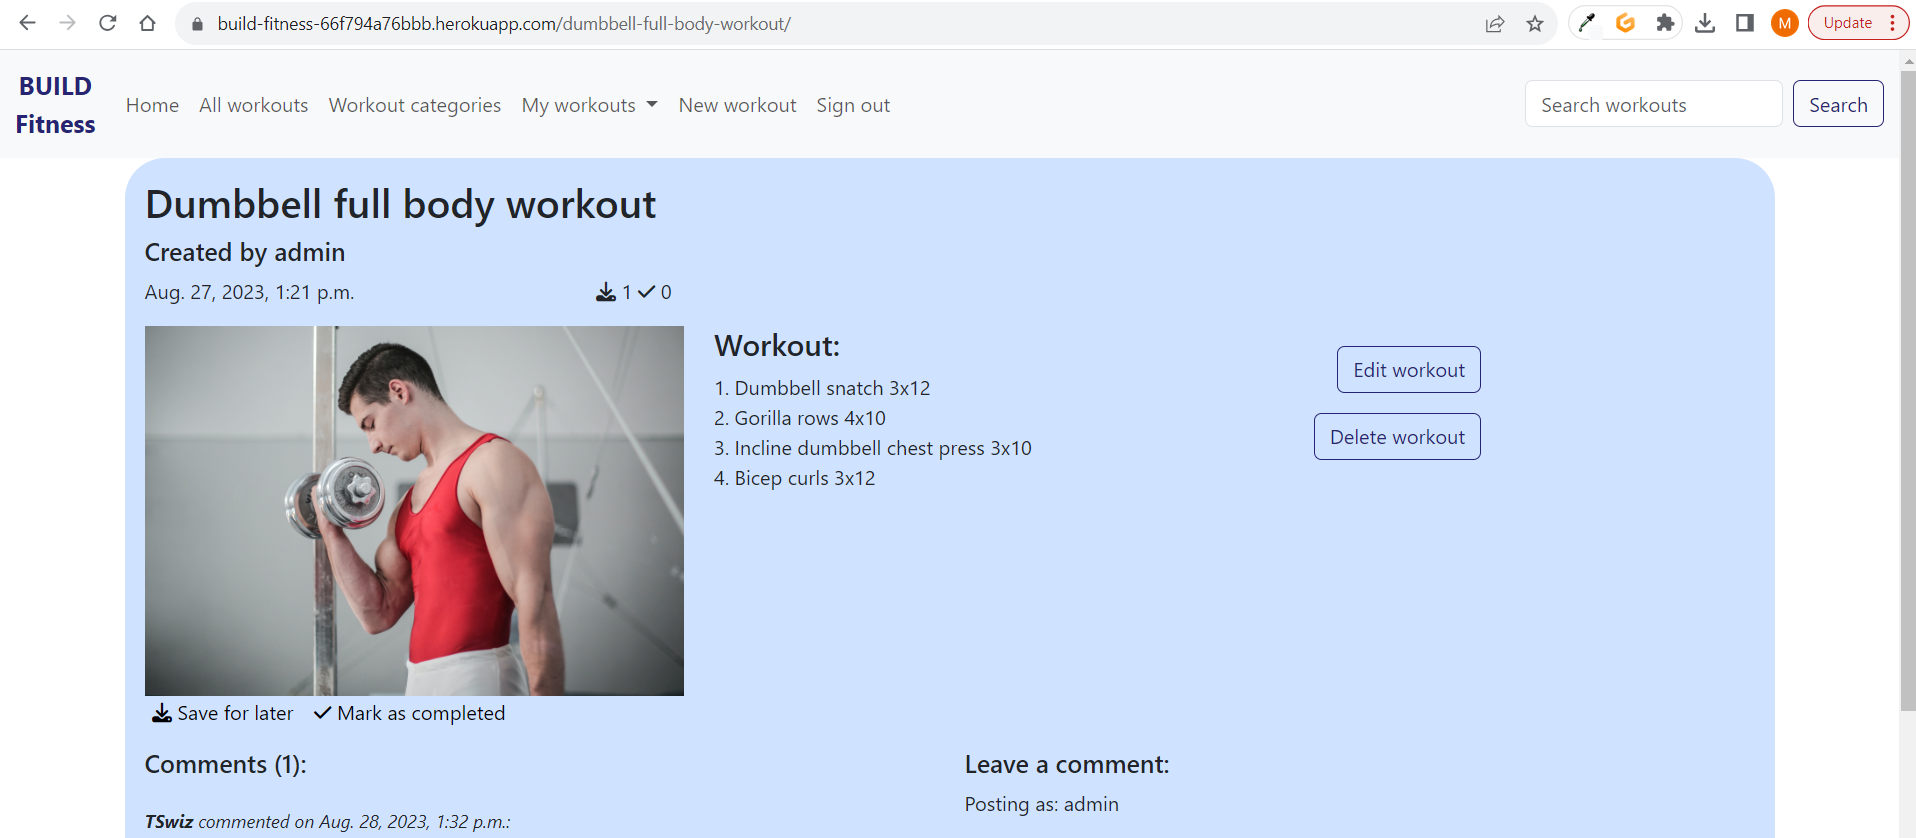 build-fitness-66f794a76bbb.herokuapp.com/dumbbell-full-body-workout/
M
Update
BUILD
Fitness
Home
All workouts
Workout categories
My workouts
New workout
Sign out
Search workouts
Search
Dumbbell full body workout
Created by admin
Aug. 27, 2023, 1:21 p.m.
1
0
Workout:
1. Dumbbell snatch 3x12
2. Gorilla rows 4x10
3. Incline dumbbell chest press 3x10
4. Bicep curls 3x12
Edit workout
Delete workout
Save for later
Mark as completed
Comments (1):
TSwiz commented on Aug. 28, 2023, 1:32 p.m.:
Leave a comment:
Posting as: admin